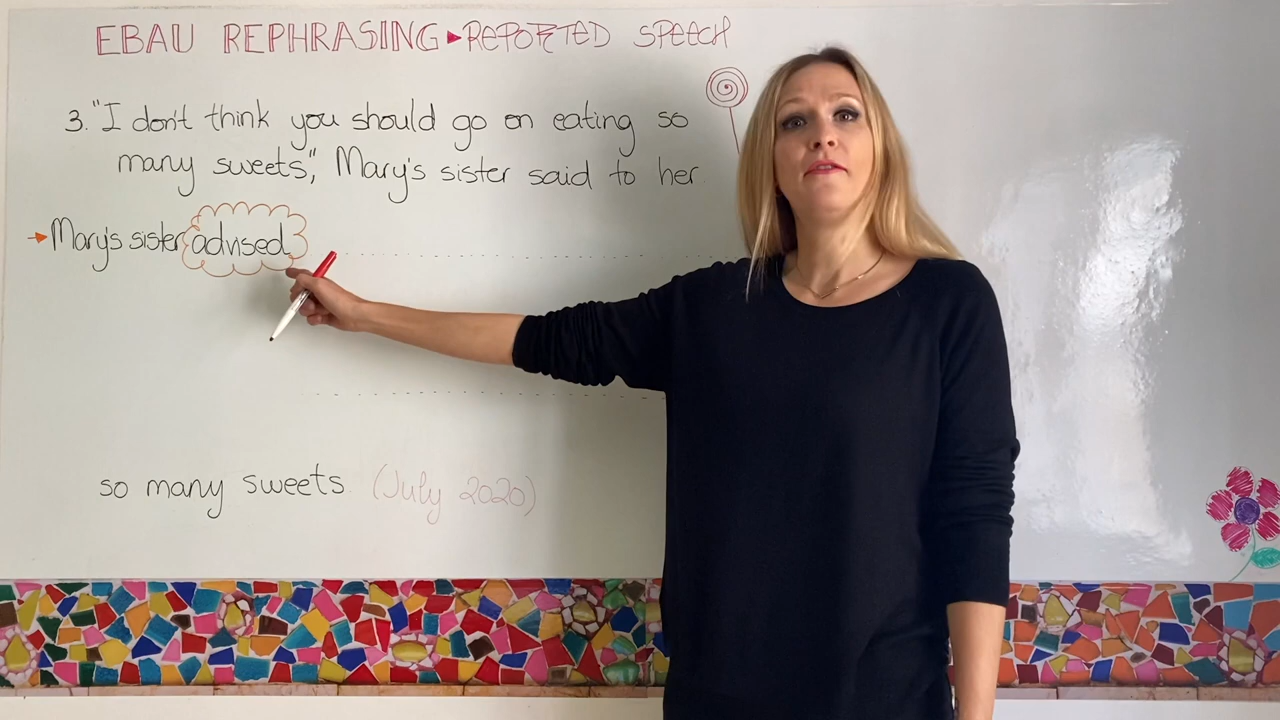 EBAU REPHRASING ▸ REPORTED SPEECH
3. "I don't think you should go on eating so
many sweets", Mary's sister said to her.
Mary's sister advised
so many sweets. (July 2020)